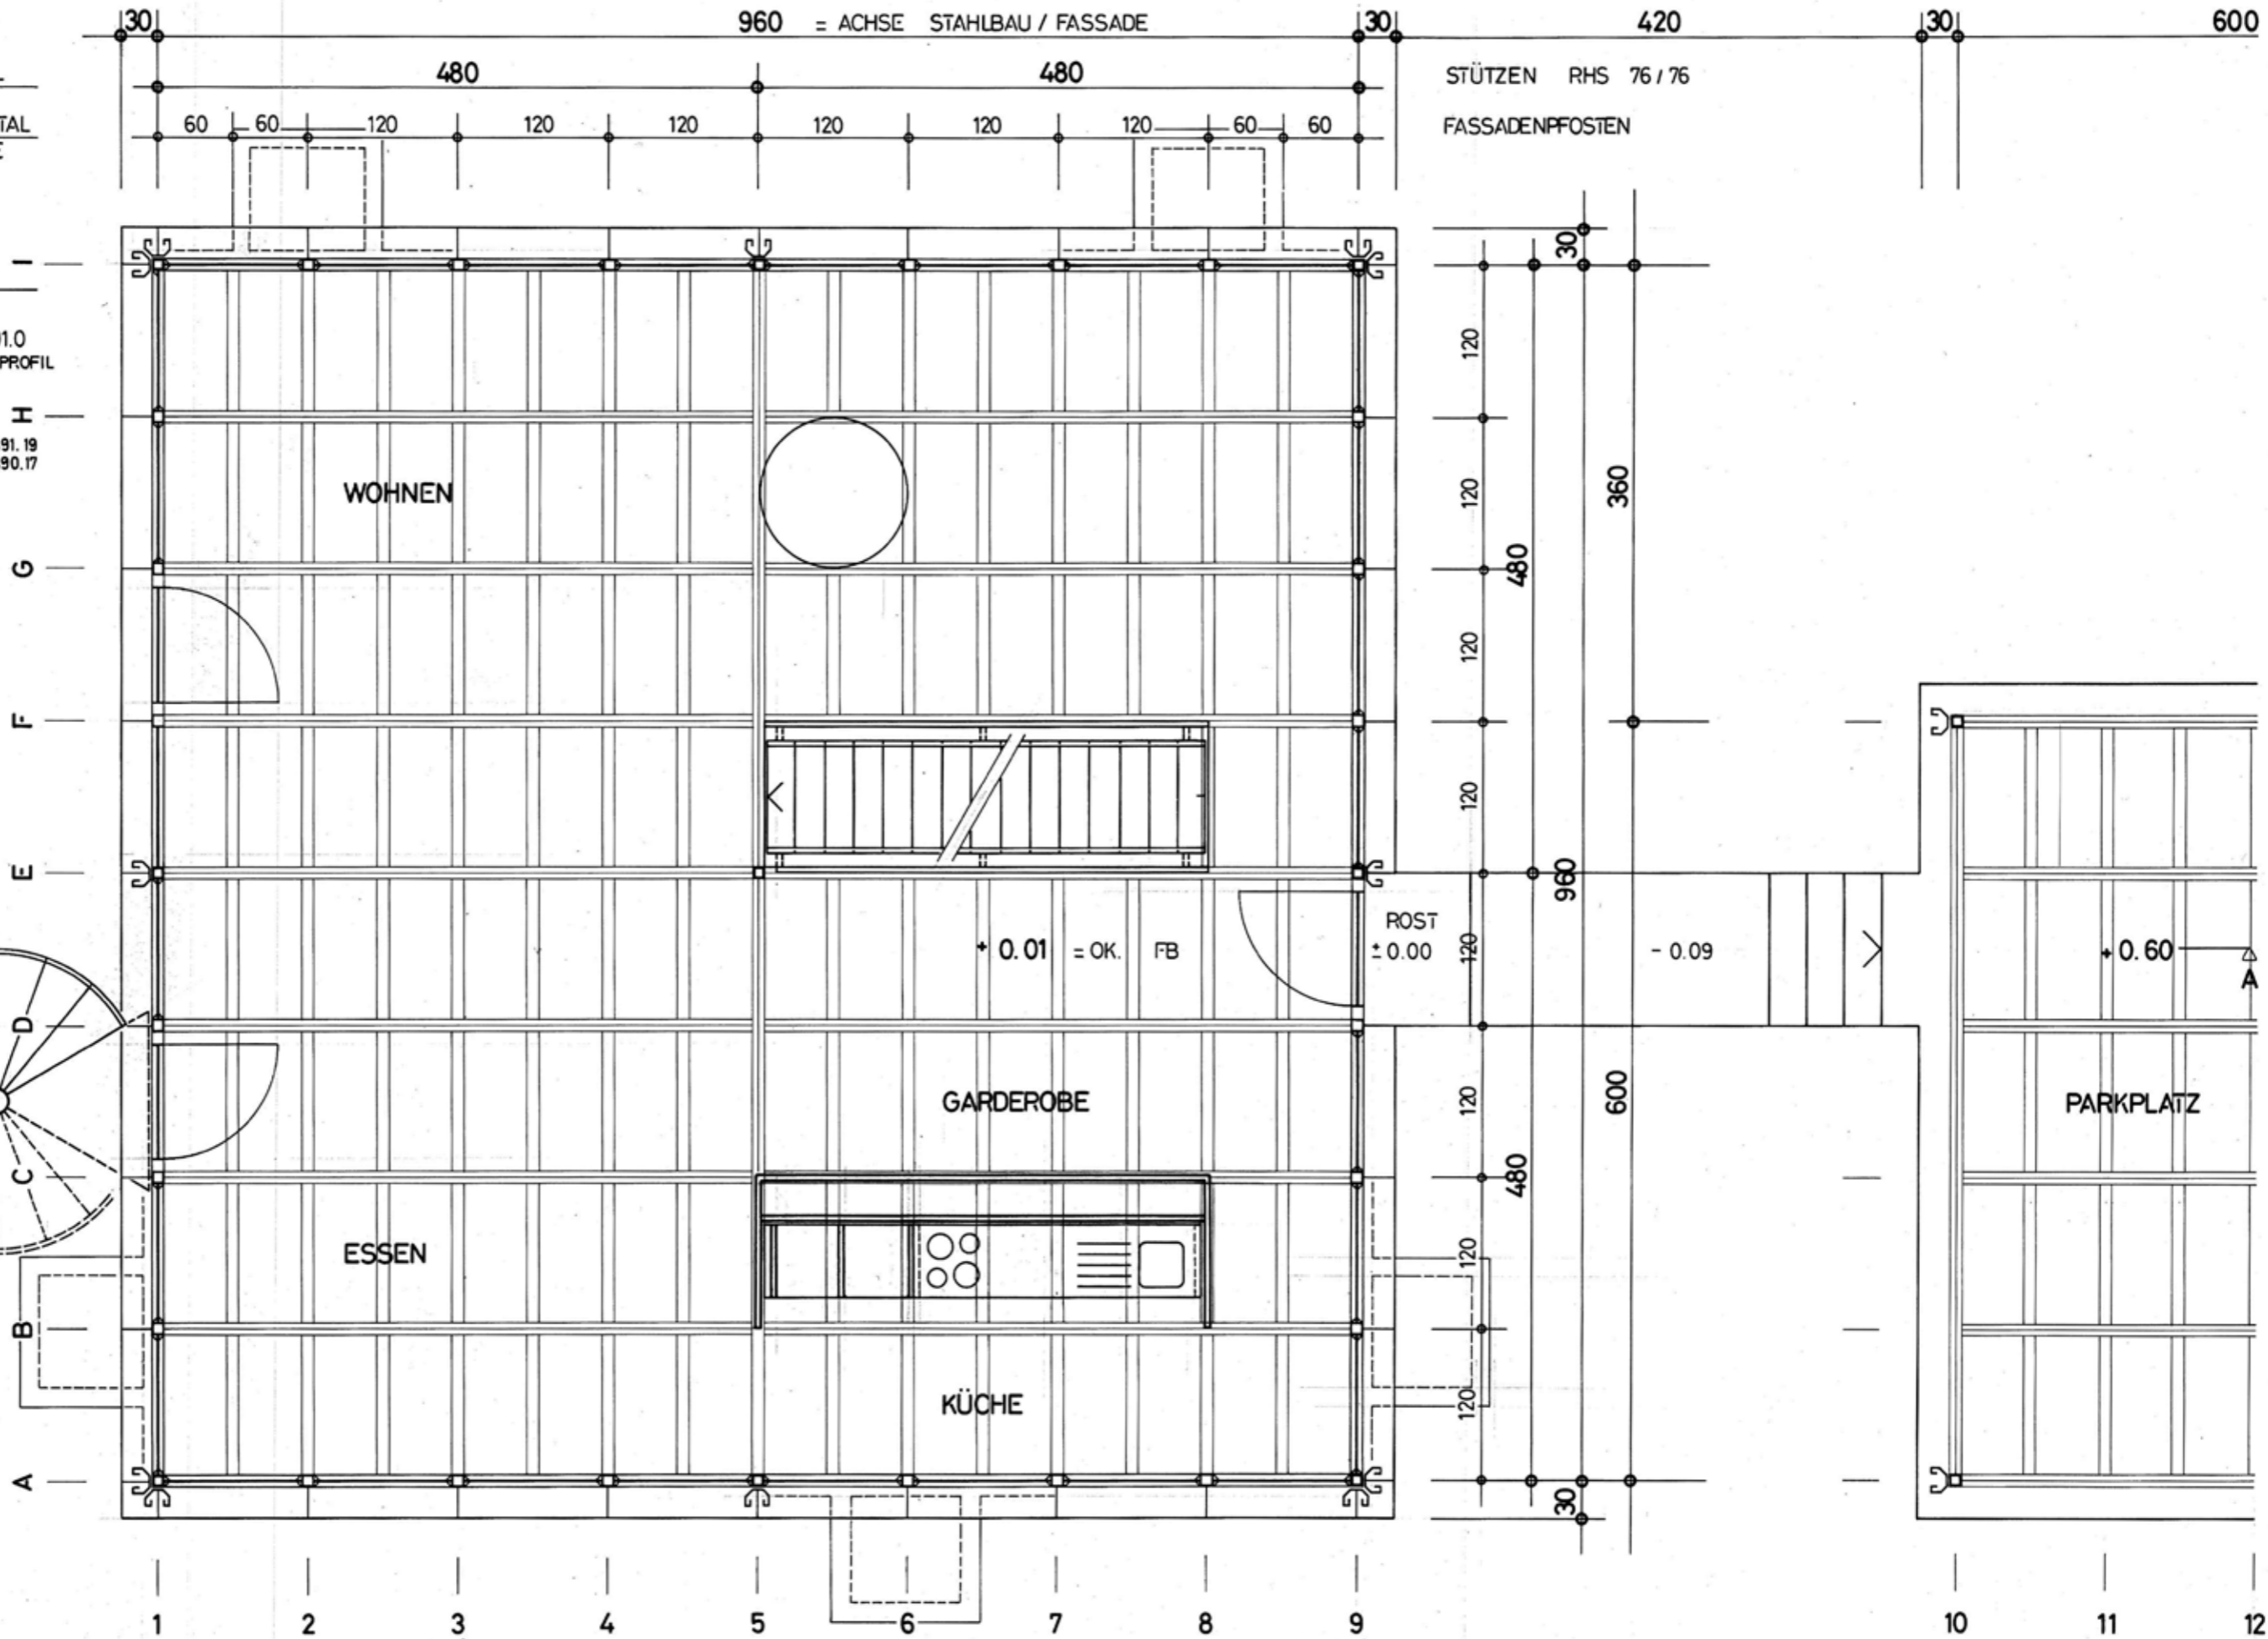 30 960 = ACHSE STAHLBAU / FASSADE 30 420 30 600
480 480 STÜTZEN RHS 76 / 76
60 60 120 120 120 120 120 120 60 60 FASSADENPFOSTEN
TAL
I
30
1.0
PROFIL
120
H
91.19
90.17
WOHNEN
120
360
G
480
120
F
120
E
960
ROST
+ 0.01 = OK. FB
± 0.00
120
- 0.09
+ 0.60
A
D
GARDEROBE
120
600
PARKPLATZ
C
480
ESSEN
120
B
KÜCHE
120
A
30
1 2 3 4 5 6 7 8 9 10 11 12